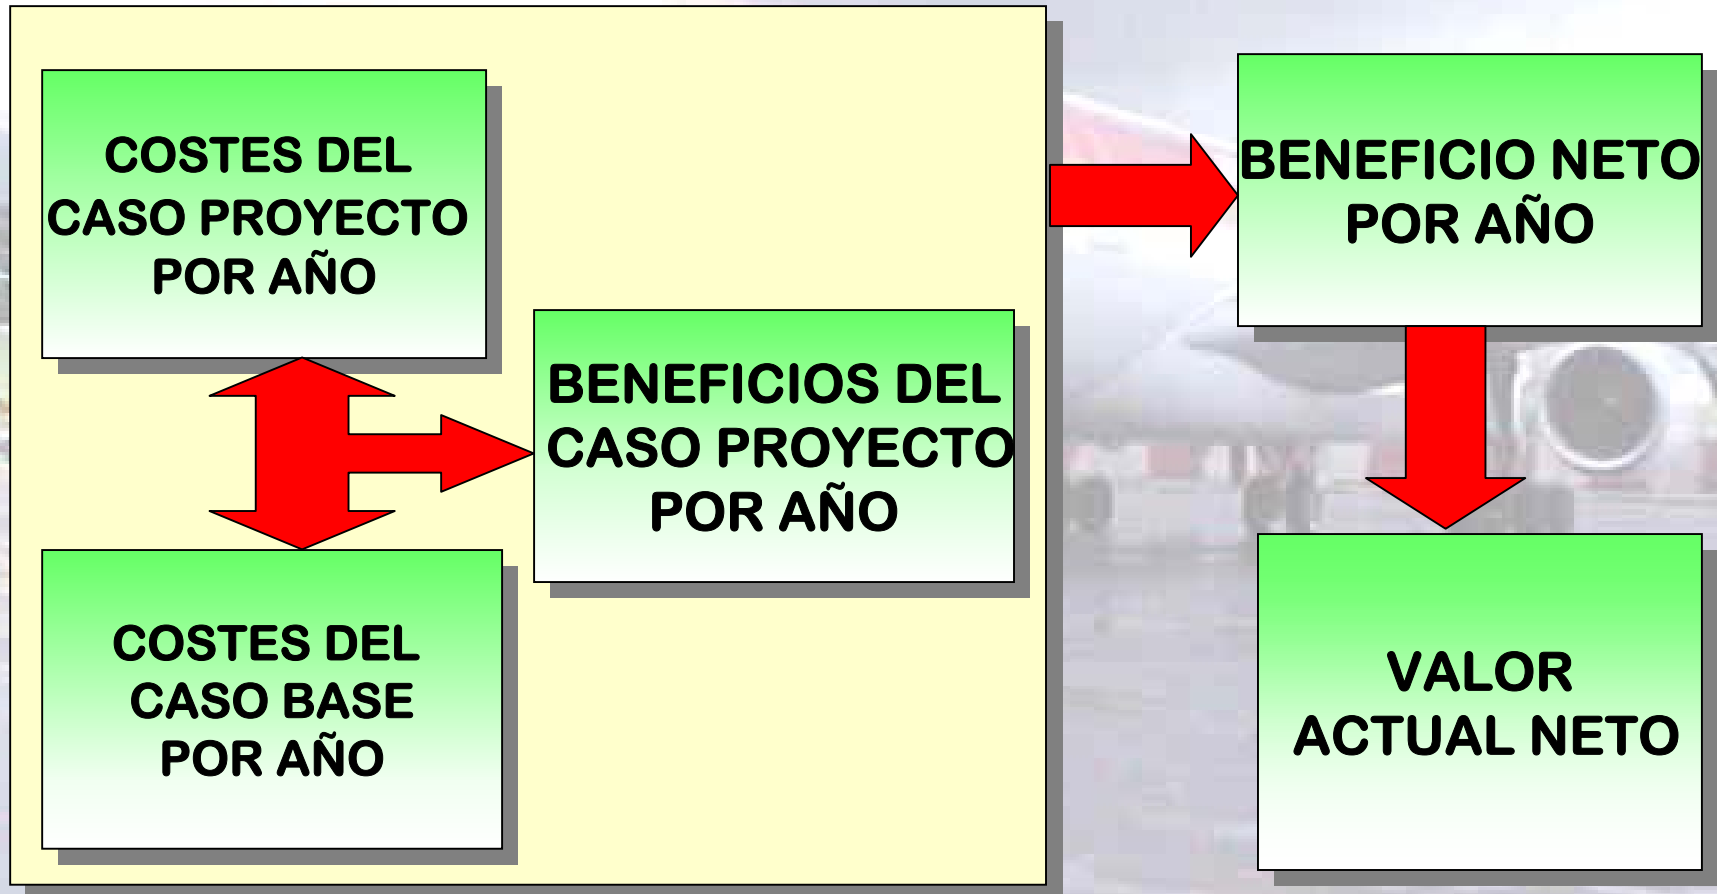 COSTES DEL
CASO PROYECTO
POR AÑO
BENEFICIOS DEL
CASO PROYECTO
POR AÑO
COSTES DEL
CASO BASE
POR AÑO
BENEFICIO NETO
POR AÑO
VALOR
ACTUAL NETO